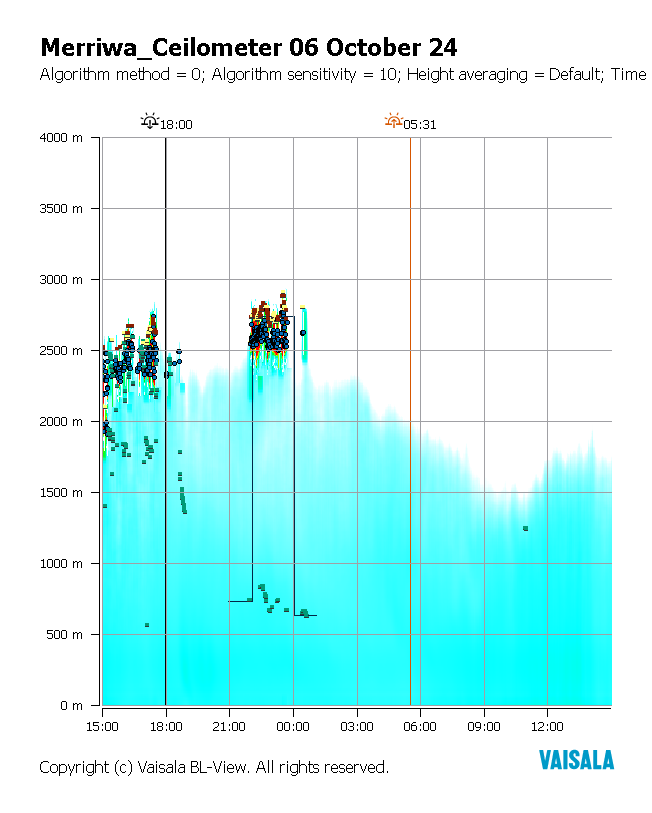 Merriwa_Ceilometer 06 October 24
Algorithm method = 0; Algorithm sensitivity = 10; Height averaging = Default; Time
18:00 05:31
4000 m
3500 m
3000 m
2500 m
2000 m
1500 m
1000 m
500 m
0 m
15:00 18:00 21:00 00:00 03:00 06:00 09:00 12:00
Copyright (c) Vaisala BL-View. All rights reserved.
VAISALA